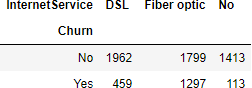 InternetService DSL Fiber optic No
Churn
No 1962 1799 1413
Yes 459 1297 113